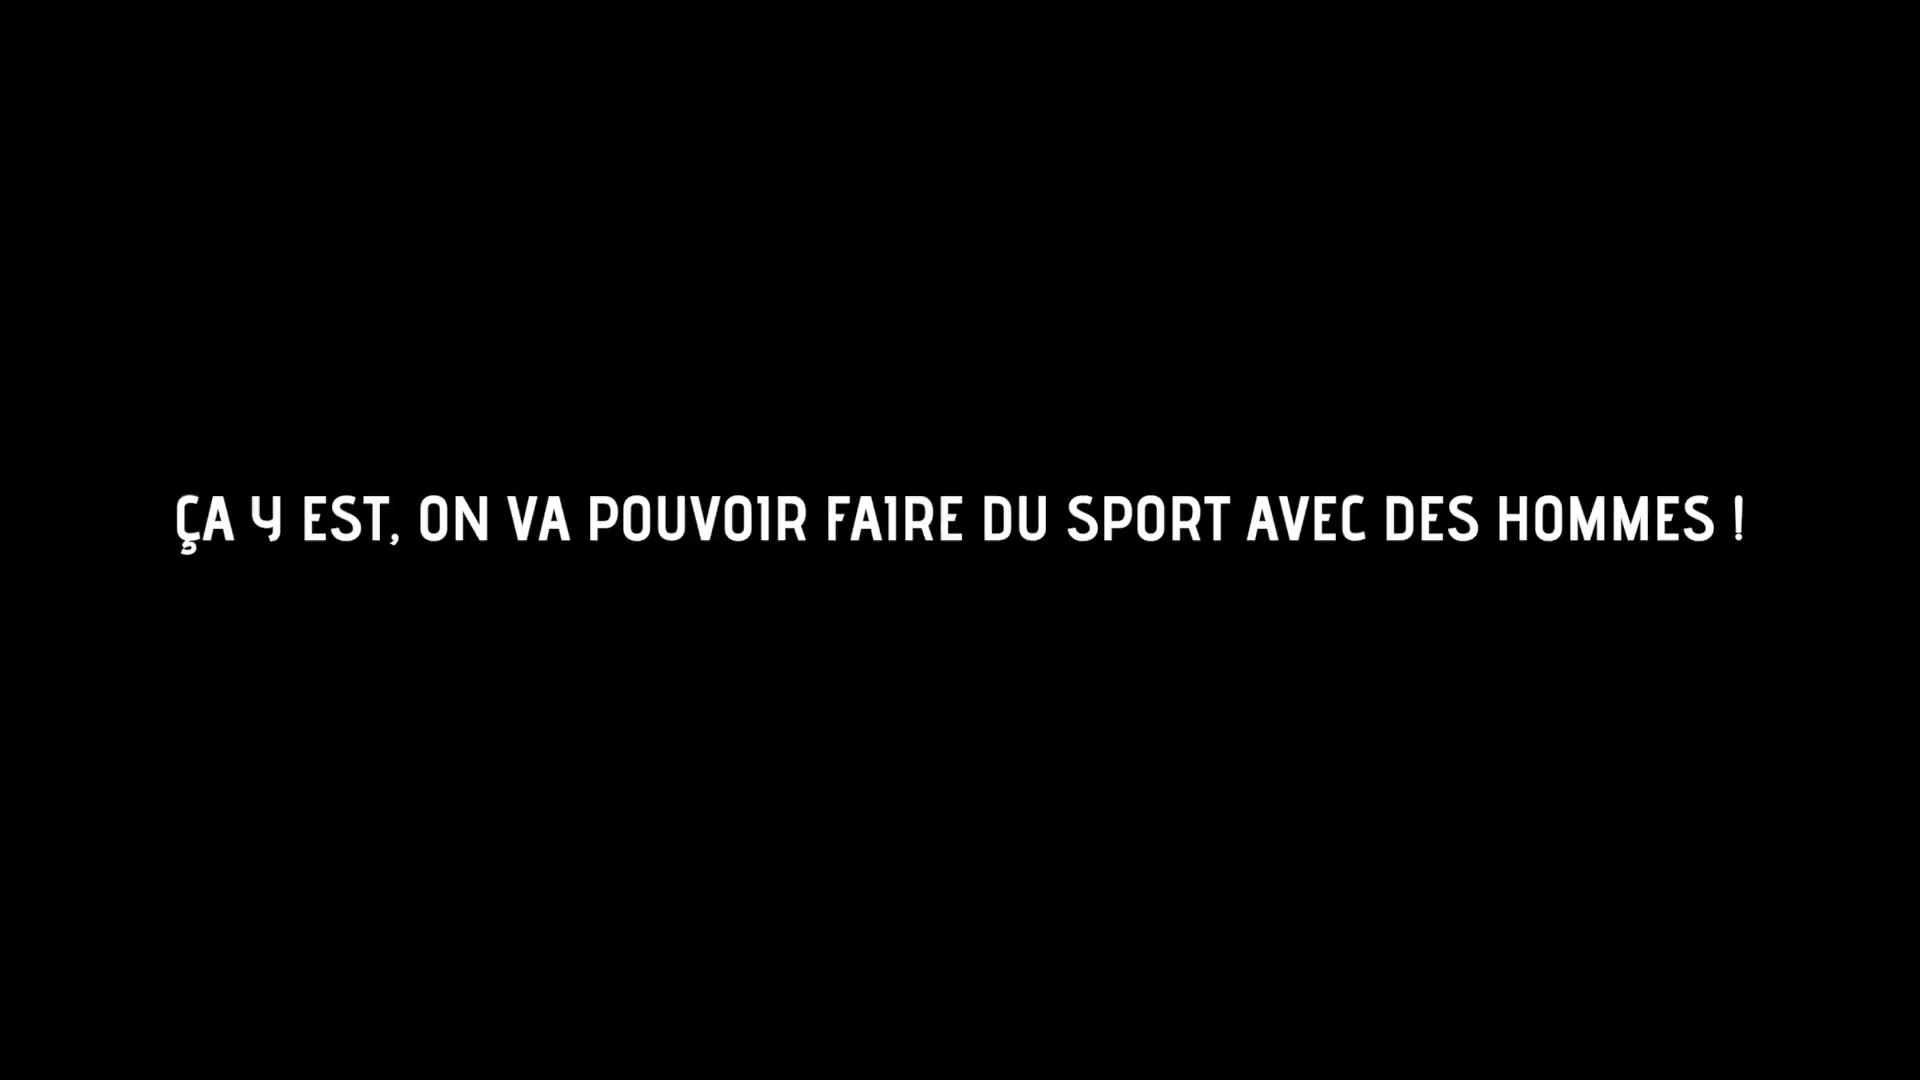 ÇA Y EST, ON VA POUVOIR FAIRE DU SPORT AVEC DES HOMMES !